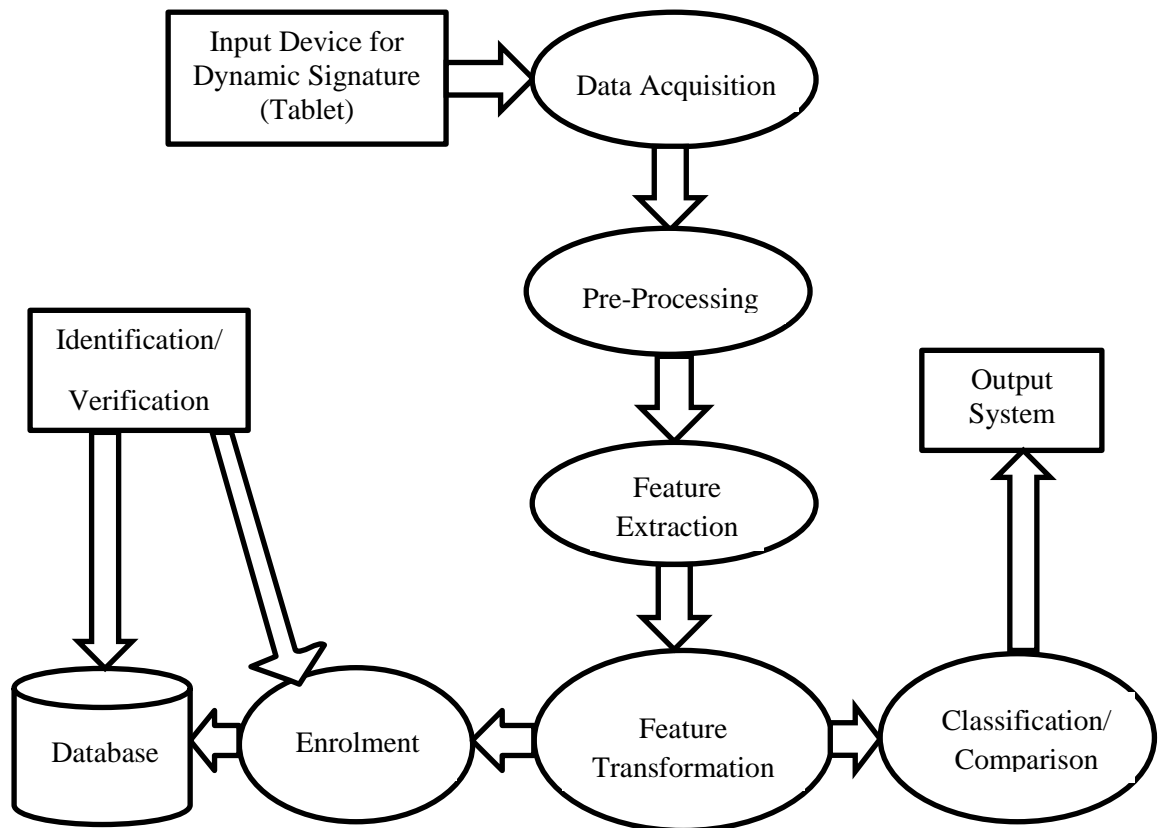 Input Device for
Dynamic Signature
(Tablet)
Data Acquisition
Pre-Processing
Identification/
Verification
Output
System
Feature
Extraction
Database
Enrolment
Feature
Transformation
Classification/
Comparison